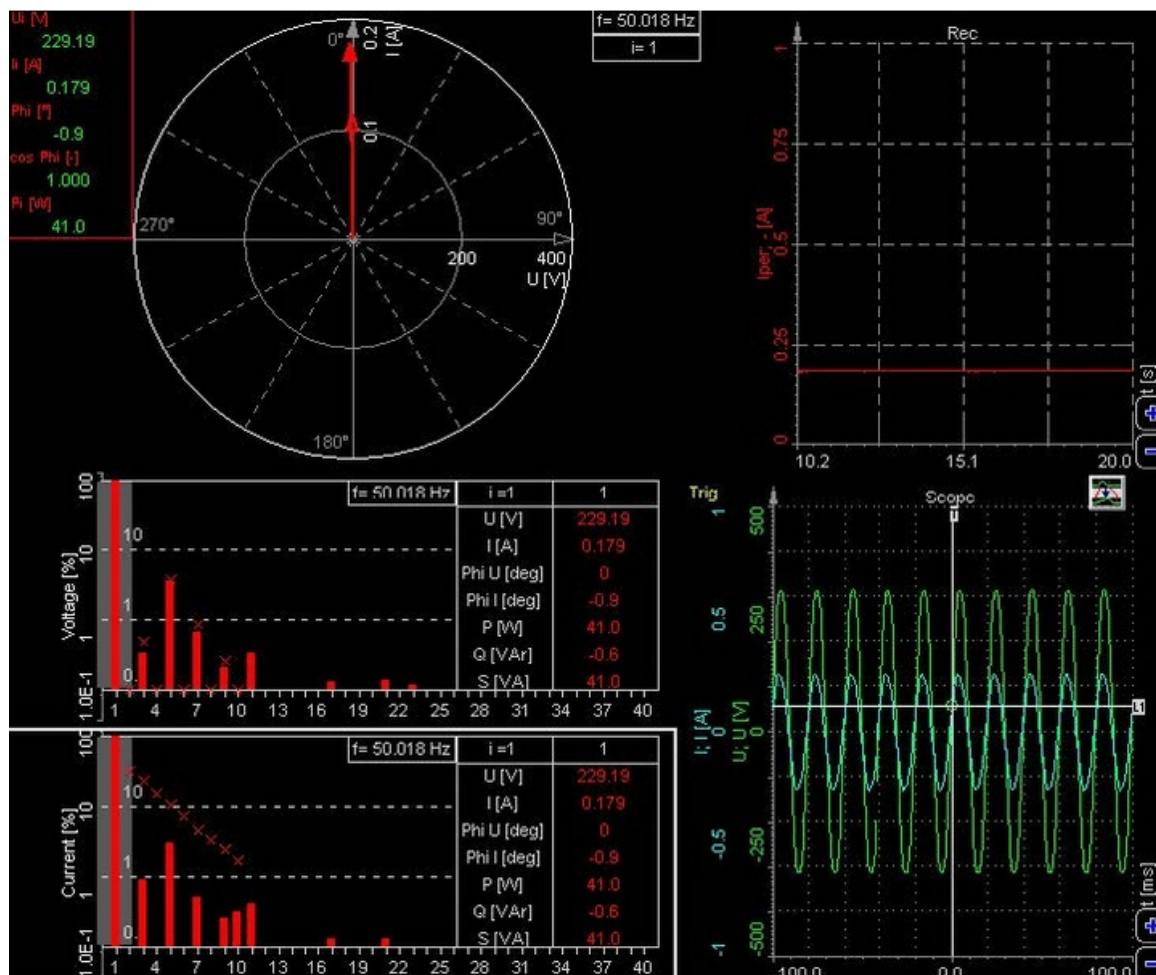 Ui [V]
229.19
Ii [A]
0.179
Phi [°]
-0.9
cos Phi [-]
1.000
Pi [W]
41.0
0°
0.2
I [A]
0.1
270°
90°
200
400
U [V]
180°
f= 50.018 Hz
i= 1
Rec
1
0.75
0.5
0.25
0
Iper; - [A]
10.2
15.1
20.0
t [s]
+
-
100
10
1
1.0E-1
Voltage [%]
10
1
0.
f= 50.018 Hz
i =1
1
U [V]
229.19
I [A]
0.179
Phi U [deg]
0
Phi I [deg]
-0.9
P [W]
41.0
Q [VAr]
-0.6
S [VA]
41.0
1 4 7 10 13 16 19 22 25 28 31 34 37 40
100
10
1
1.0E-1
Current [%]
10
1
0.
f= 50.018 Hz
i =1
1
U [V]
229.19
I [A]
0.179
Phi U [deg]
0
Phi I [deg]
-0.9
P [W]
41.0
Q [VAr]
-0.6
S [VA]
41.0
1 4 7 10 13 16 19 22 25 28 31 34 37 40
Trig
Scope
1
0.5
0
-0.5
-1
I; I [A]
500
250
0
-250
-500
U; U [V]
L1
t [ms]
+
-